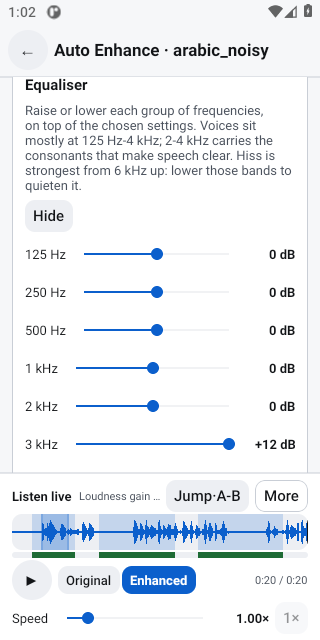 1:02
← Auto Enhance · arabic_noisy
Equaliser
Raise or lower each group of frequencies,
on top of the chosen settings. Voices sit
mostly at 125 Hz-4 kHz; 2-4 kHz carries the
consonants that make speech clear. Hiss is
strongest from 6 kHz up: lower those bands to
quieten it.
Hide
125 Hz 0 dB
250 Hz 0 dB
500 Hz 0 dB
1 kHz 0 dB
2 kHz 0 dB
3 kHz +12 dB
Listen live Loudness gain ... Jump·A-B More
▶ Original Enhanced 0:20 / 0:20
Speed 1.00× 1×